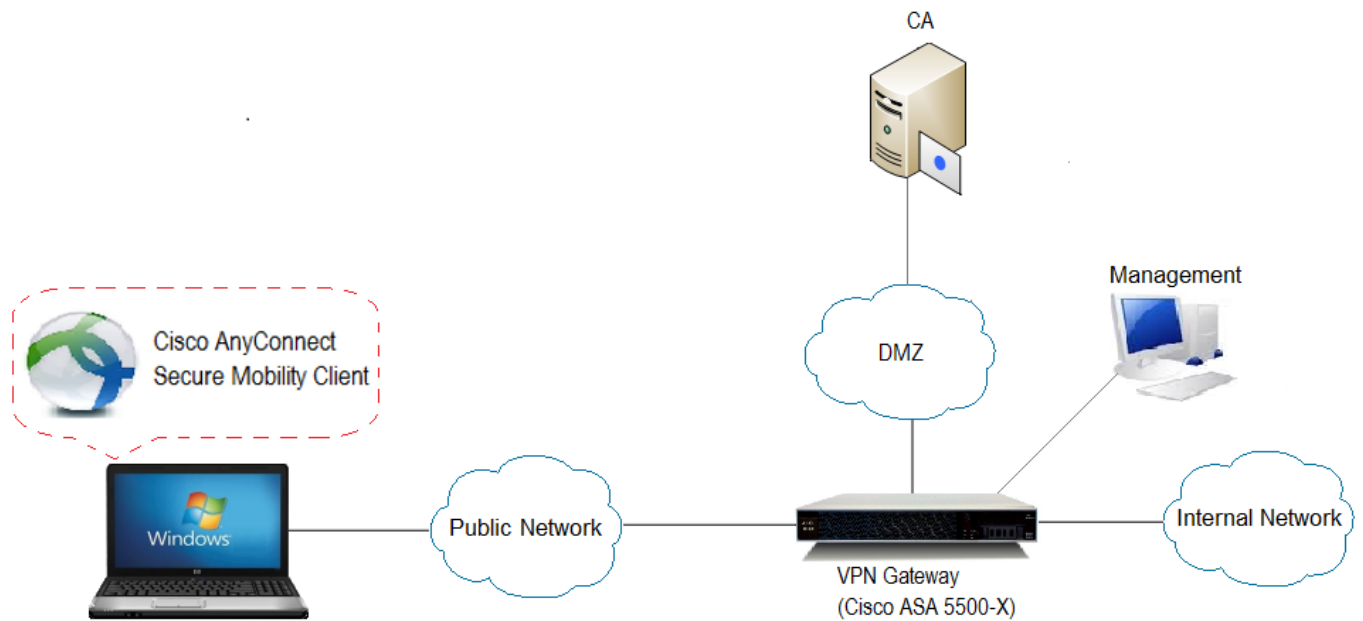 CA
Management
Cisco AnyConnect
Secure Mobility Client
DMZ
Windows
Public Network
Internal Network
VPN Gateway
(Cisco ASA 5500-X)